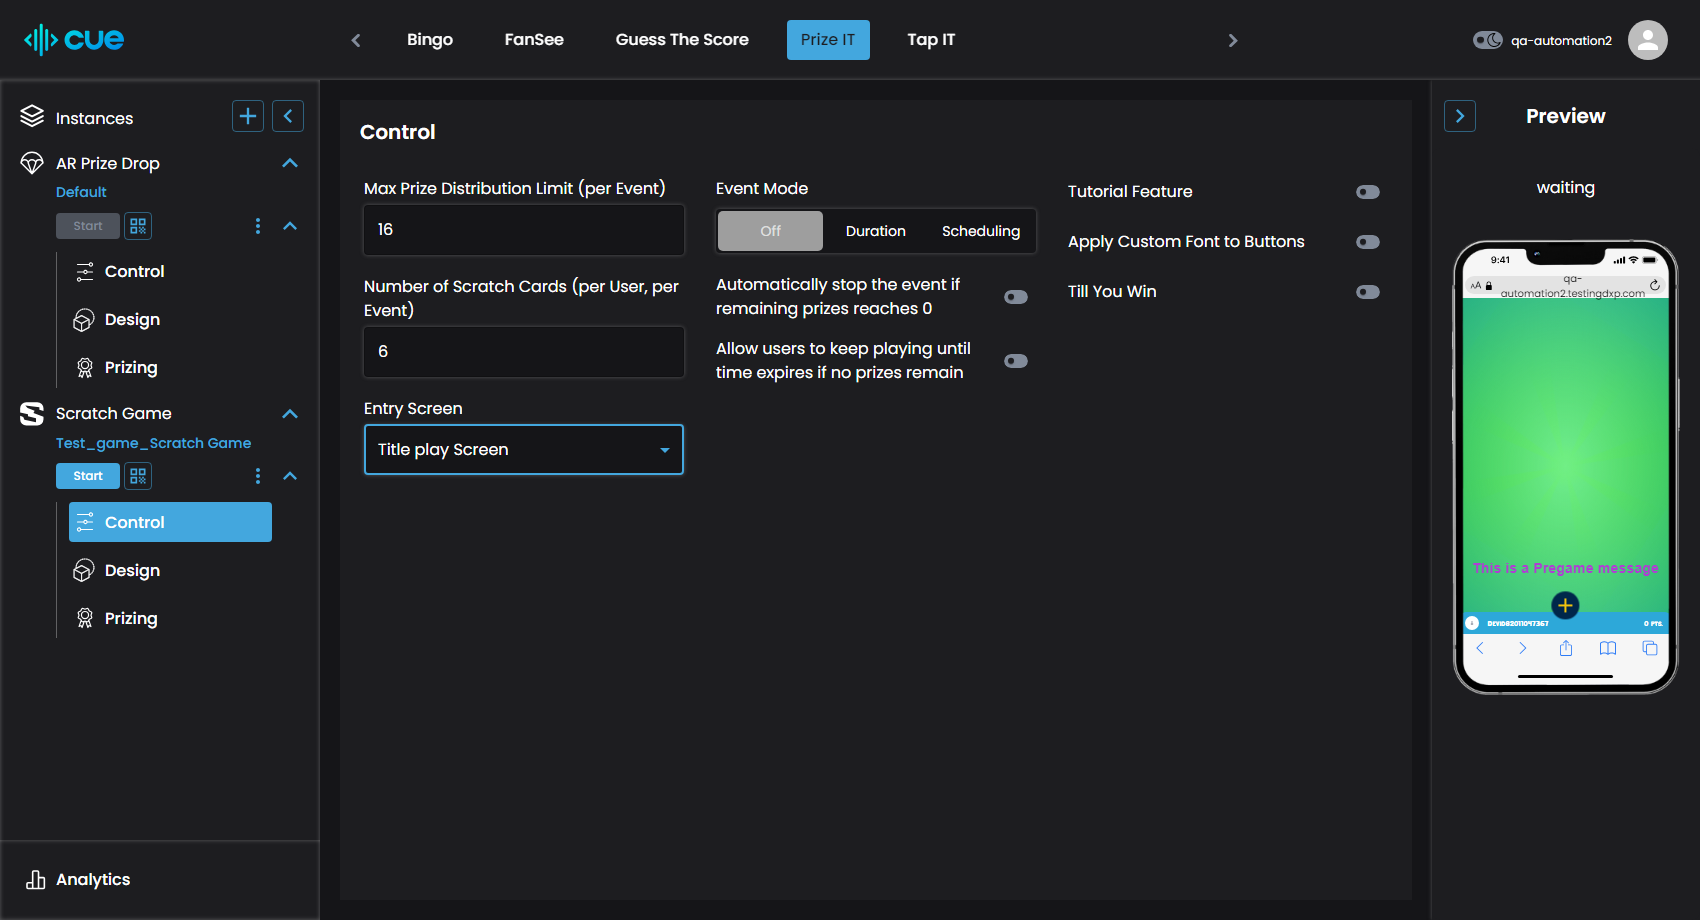 cue
Bingo
FanSee
Guess The Score
Prize IT
Tap IT
qa-automation2
Instances
AR Prize Drop
Default
Start
Control
Design
Prizing
Scratch Game
Test_game_Scratch Game
Start
Control
Design
Prizing
Analytics
Control
Max Prize Distribution Limit (per Event)
16
Number of Scratch Cards (per User, per
Event)
6
Entry Screen
Title play Screen
Event Mode
Off
Duration
Scheduling
Automatically stop the event if
remaining prizes reaches 0
Allow users to keep playing until
time expires if no prizes remain
Tutorial Feature
Apply Custom Font to Buttons
Till You Win
Preview
waiting
9:41
AA
qa-
automation2.testingdxp.com
This is a Pregame message
0 PTS.